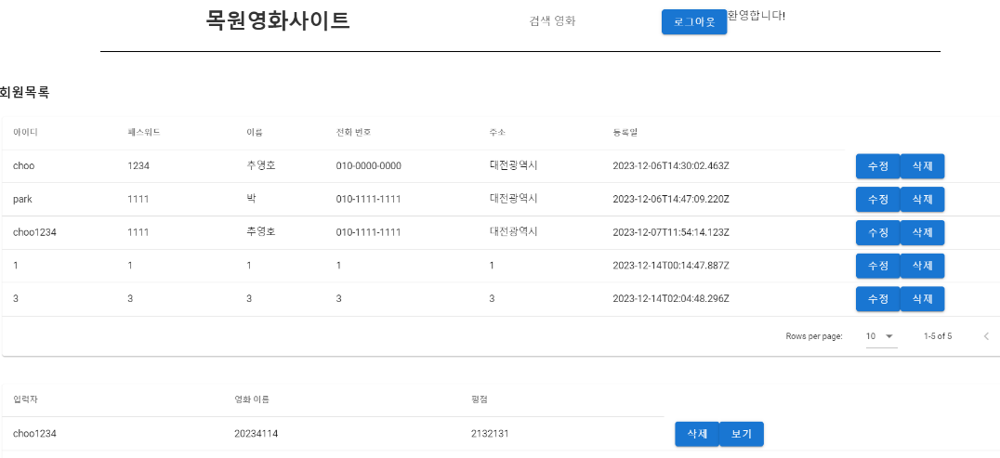 목원영화사이트 검색 영화 로그아웃 환영합니다!
회원목록
아이디 패스워드 이름 전화 번호 주소 등록일
choo 1234 추영호 010-0000-0000 대전광역시 2023-12-06T14:30:02.463Z 수정 삭제
park 1111 박 010-1111-1111 대전광역시 2023-12-06T14:47:09.220Z 수정 삭제
choo1234 1111 추영호 010-1111-1111 대전광역시 2023-12-07T11:54:14.123Z 수정 삭제
1 1 1 1 1 2023-12-14T00:14:47.887Z 수정 삭제
3 3 3 3 3 2023-12-14T02:04:48.296Z 수정 삭제
Rows per page: 10 1-5 of 5
입력자 영화 이름 평점
choo1234 20234114 2132131 삭제 보기